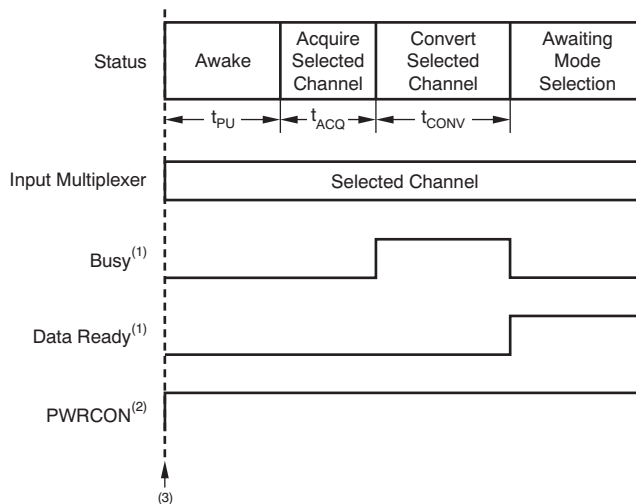 Status
Awake
Acquire
Selected
Channel
Convert
Selected
Channel
Awaiting
Mode
Selection
tPU
tACQ
tCONV
Input Multiplexer
Selected Channel
Busy(1)
Data Ready(1)
PWRCON(2)
(3)